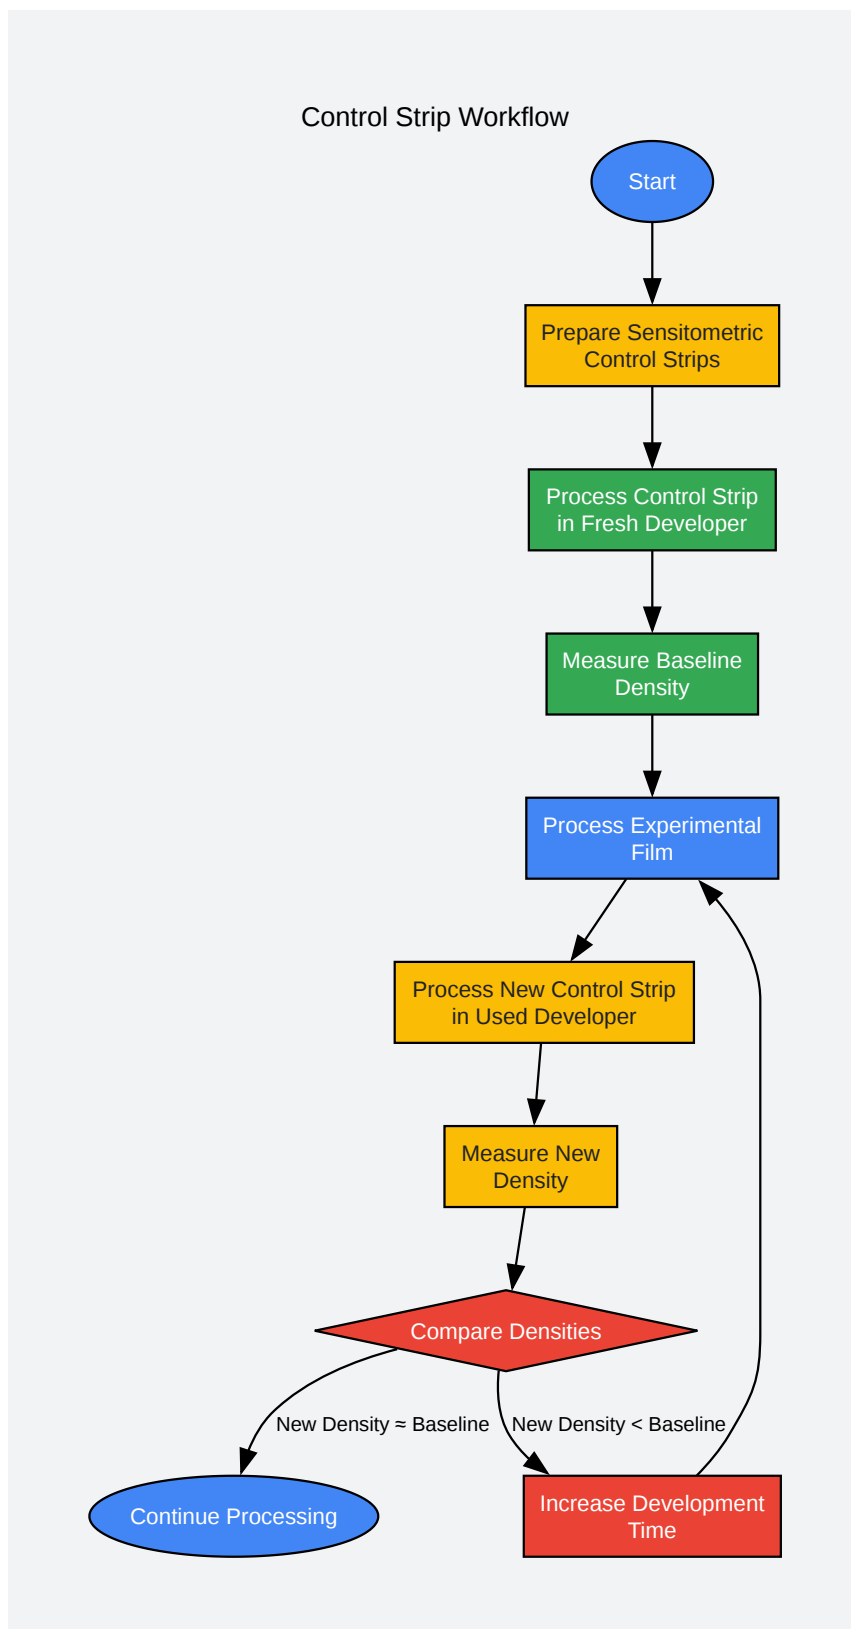 Control Strip Workflow
Start
Prepare Sensitometric
Control Strips
Process Control Strip
in Fresh Developer
Measure Baseline
Density
Process Experimental
Film
Process New Control Strip
in Used Developer
Measure New
Density
Compare Densities
New Density ≈ Baseline
New Density < Baseline
Continue Processing
Increase Development
Time